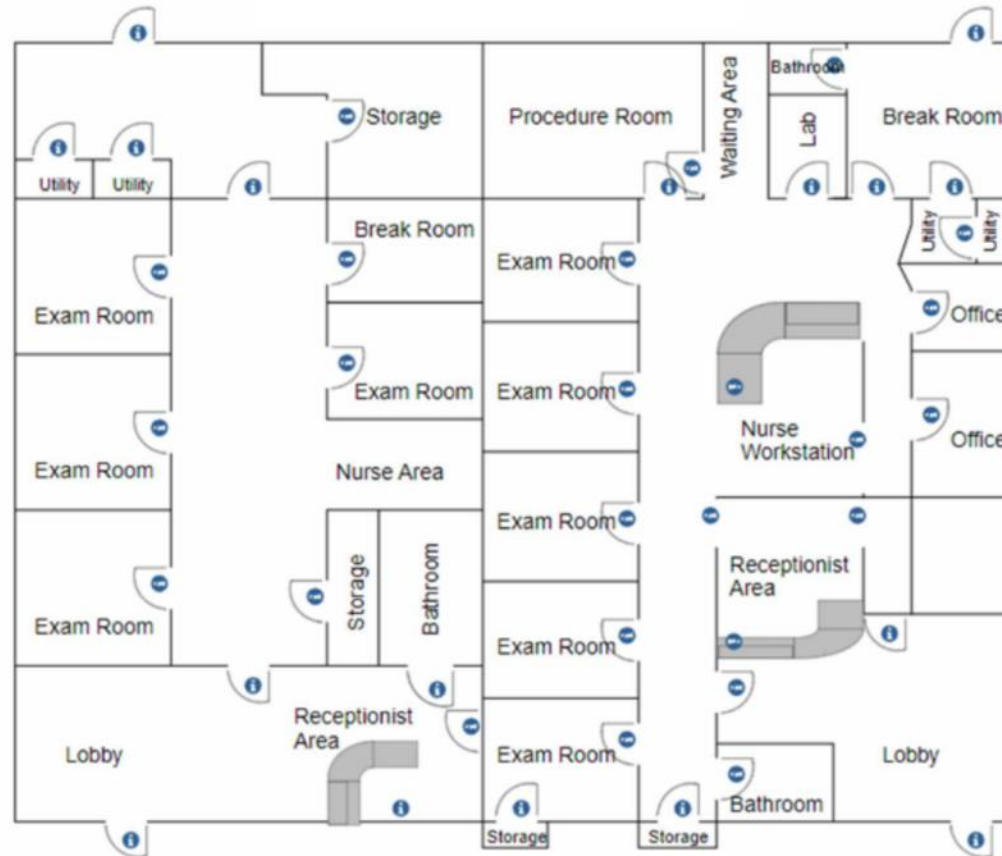 Storage
Procedure Room
Waiting Area
Bathroom
Lab
Break Room
Utility
Utility
Utility
Utility
Break Room
Exam Room
Exam Room
Office
Exam Room
Exam Room
Office
Nurse
Workstation
Exam Room
Nurse Area
Exam Room
Storage
Bathroom
Receptionist
Area
Exam Room
Exam Room
Receptionist
Area
Lobby
Exam Room
Lobby
Bathroom
Storage
Storage